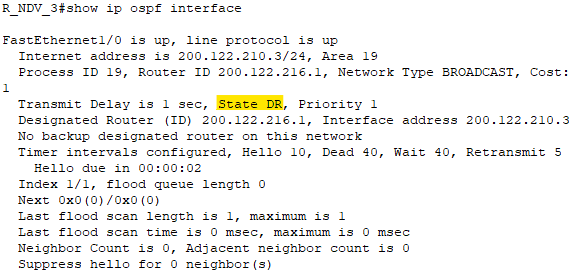 R_NDV_3#show ip ospf interface
FastEthernet1/0 is up, line protocol is up
Internet address is 200.122.210.3/24, Area 19
Process ID 19, Router ID 200.122.216.1, Network Type BROADCAST, Cost:
1
Transmit Delay is 1 sec, State DR, Priority 1
Designated Router (ID) 200.122.216.1, Interface address 200.122.210.3
No backup designated router on this network
Timer intervals configured, Hello 10, Dead 40, Wait 40, Retransmit 5
Hello due in 00:00:02
Index 1/1, flood queue length 0
Next 0x0(0)/0x0(0)
Last flood scan length is 1, maximum is 1
Last flood scan time is 0 msec, maximum is 0 msec
Neighbor Count is 0, Adjacent neighbor count is 0
Suppress hello for 0 neighbor(s)